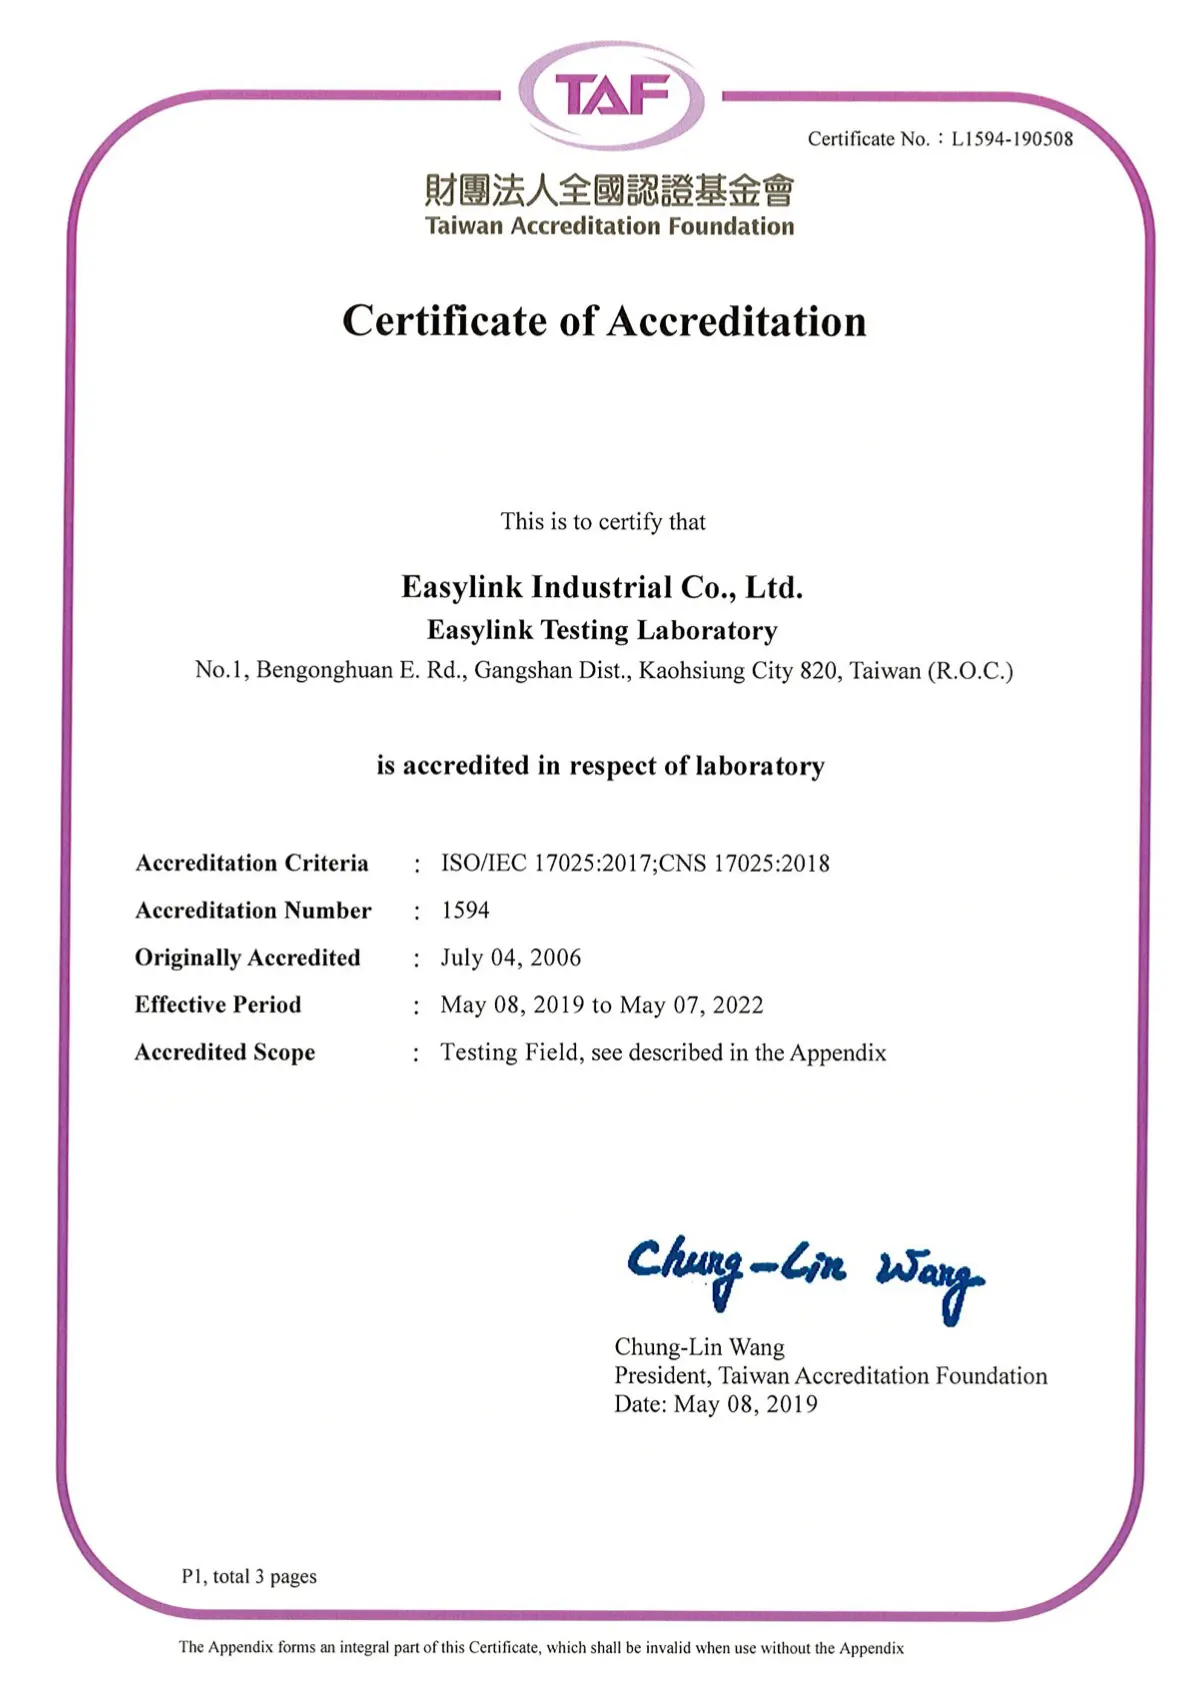 TAF
Certificate No.：L1594-190508
財團法人全國認證基金會
Taiwan Accreditation Foundation
Certificate of Accreditation
This is to certify that
Easylink Industrial Co., Ltd.
Easylink Testing Laboratory
No.1, Bengonghuan E. Rd., Gangshan Dist., Kaohsiung City 820, Taiwan (R.O.C.)
is accredited in respect of laboratory
Accreditation Criteria : ISO/IEC 17025:2017;CNS 17025:2018
Accreditation Number : 1594
Originally Accredited : July 04, 2006
Effective Period : May 08, 2019 to May 07, 2022
Accredited Scope : Testing Field, see described in the Appendix
Chung-Lin Wang
Chung-Lin Wang
President, Taiwan Accreditation Foundation
Date: May 08, 2019
P1, total 3 pages
The Appendix forms an integral part of this Certificate, which shall be invalid when use without the Appendix